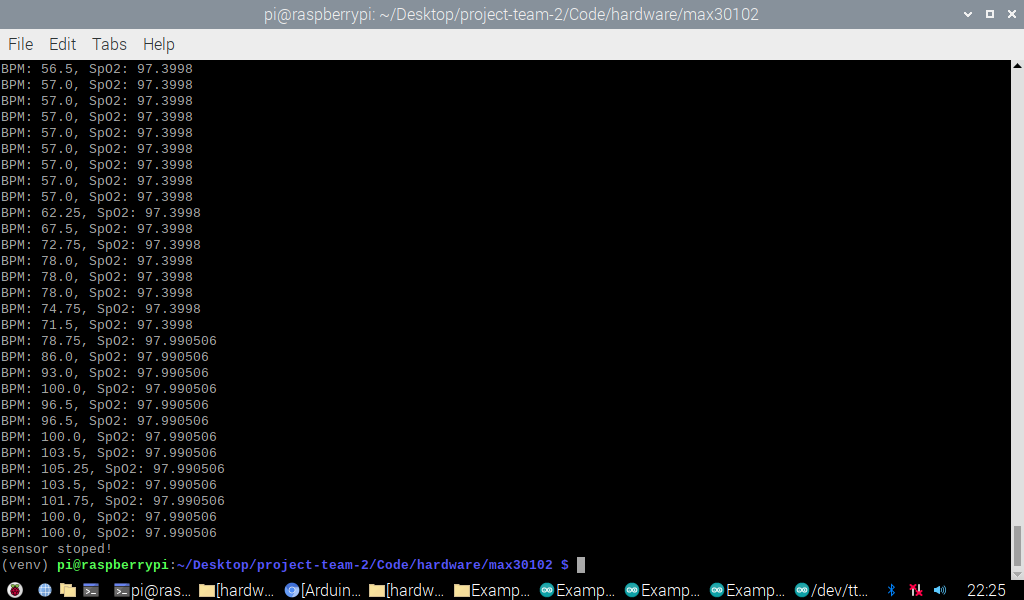 pi@raspberrypi: ~/Desktop/project-team-2/Code/hardware/max30102
File Edit Tabs Help
BPM: 56.5, SpO2: 97.3998
BPM: 57.0, SpO2: 97.3998
BPM: 57.0, SpO2: 97.3998
BPM: 57.0, SpO2: 97.3998
BPM: 57.0, SpO2: 97.3998
BPM: 57.0, SpO2: 97.3998
BPM: 57.0, SpO2: 97.3998
BPM: 57.0, SpO2: 97.3998
BPM: 57.0, SpO2: 97.3998
BPM: 62.25, SpO2: 97.3998
BPM: 67.5, SpO2: 97.3998
BPM: 72.75, SpO2: 97.3998
BPM: 78.0, SpO2: 97.3998
BPM: 78.0, SpO2: 97.3998
BPM: 78.0, SpO2: 97.3998
BPM: 74.75, SpO2: 97.3998
BPM: 71.5, SpO2: 97.3998
BPM: 78.75, SpO2: 97.990506
BPM: 86.0, SpO2: 97.990506
BPM: 93.0, SpO2: 97.990506
BPM: 100.0, SpO2: 97.990506
BPM: 96.5, SpO2: 97.990506
BPM: 96.5, SpO2: 97.990506
BPM: 100.0, SpO2: 97.990506
BPM: 103.5, SpO2: 97.990506
BPM: 105.25, SpO2: 97.990506
BPM: 103.5, SpO2: 97.990506
BPM: 101.75, SpO2: 97.990506
BPM: 100.0, SpO2: 97.990506
BPM: 100.0, SpO2: 97.990506
sensor stoped!
(venv) pi@raspberrypi:~/Desktop/project-team-2/Code/hardware/max30102 $
pi@ras... [hardw... [Arduin... [hardw... Examp... Examp... Examp... Examp... /dev/tt... 22:25